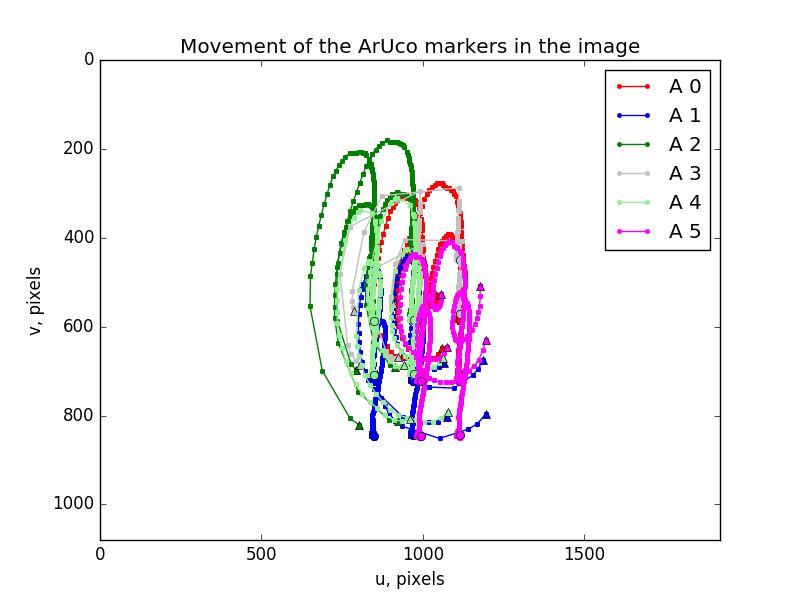 Movement of the ArUco markers in the image
A 0
A 1
A 2
A 3
A 4
A 5
0
200
400
600
800
1000
v, pixels
0 500 1000 1500
u, pixels